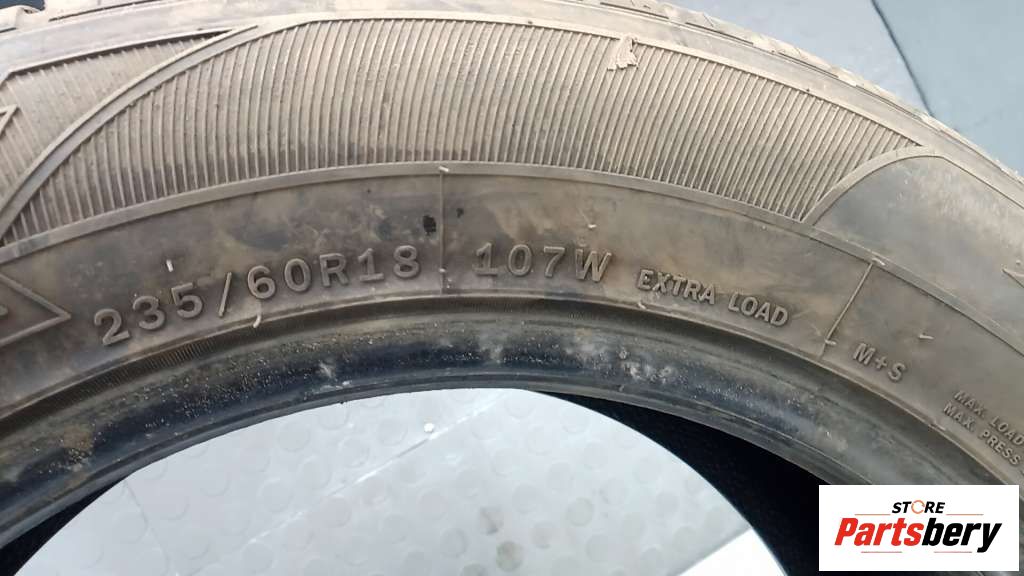 235/60R18 107W EXTRA LOAD M+S
MAX. LOAD
MAX. PRESS
STORE
Partsbery